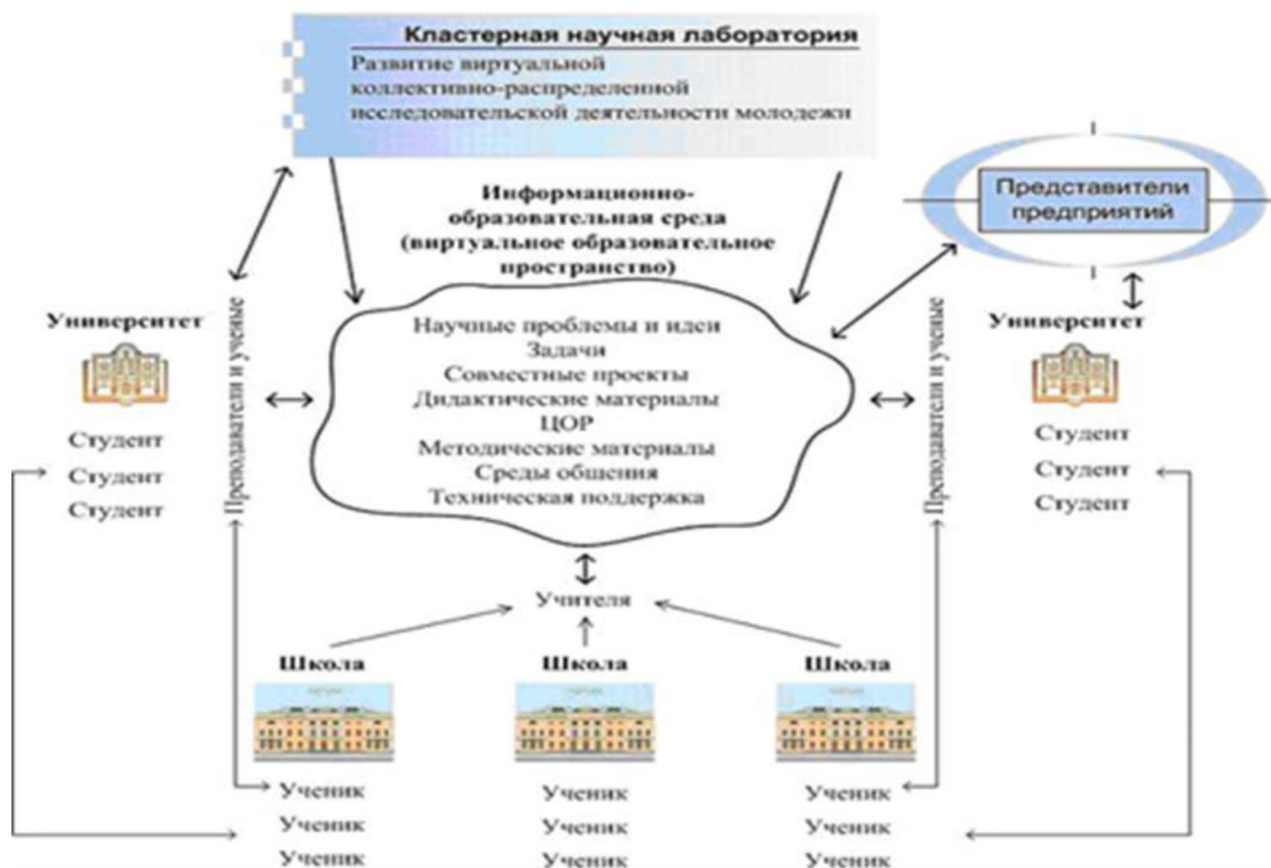 Кластерная научная лаборатория
Развитие виртуальной
коллективно-распределенной
исследовательской деятельности молодежи
Информационно-
образовательная среда
(виртуальное образовательное
пространство)
Представители
предприятий
Университет
Преподаватели и ученые
Студент
Студент
Студент
Научные проблемы и идеи
Задачи
Совместные проекты
Дидактические материалы
ЦОР
Методические материалы
Среды общения
Техническая поддержка
Преподаватели и ученые
Университет
Студент
Студент
Студент
Учителя
Школа
Школа
Школа
Ученик
Ученик
Ученик
Ученик
Ученик
Ученик
Ученик
Ученик
Ученик